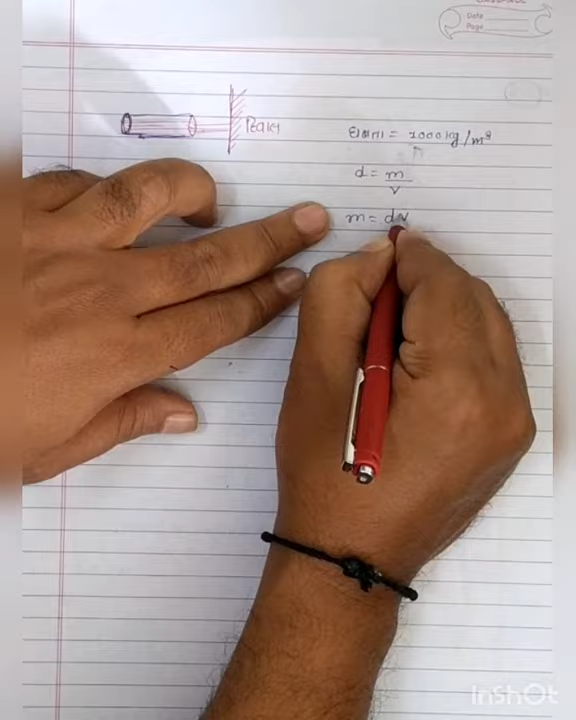 Date
Page
घनत्व = 1000 kg/m³
d = m/v
m = dv
InShOt